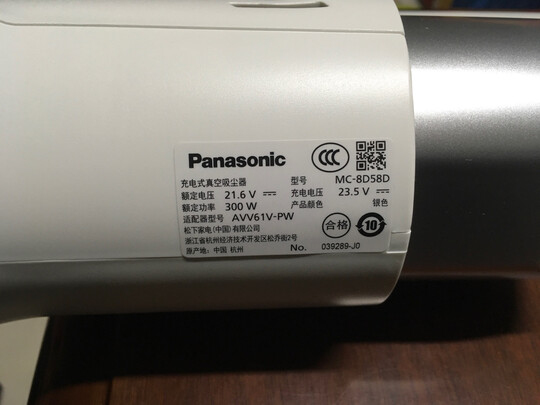 Panasonic
CCC
充电式真空吸尘器 型号 MC-8D58D
额定电压 21.6 V 充电电压 23.5 V
额定功率 300 W 产品颜色 银色
适配器型号 AVV61V-PW
松下家电(中国)有限公司
浙江省杭州经济技术开发区松乔街2号
原产地: 中国 杭州 No. 039289-J0
合格 10